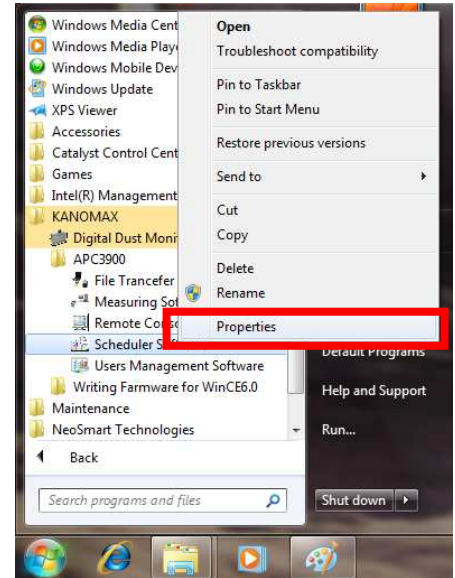 Windows Media Cent
Windows Media Playe
Windows Mobile Dev
Windows Update
XPS Viewer
Accessories
Catalyst Control Cent
Games
Intel(R) Management
KANOMAX
Digital Dust Moni
APC3900
File Trancefer
Measuring Sof
Remote Conso
Scheduler Software
Users Management Software
Writing Farmware for WinCE6.0
Maintenance
NeoSmart Technologies
Back
Search programs and files
Open
Troubleshoot compatibility
Pin to Taskbar
Pin to Start Menu
Restore previous versions
Send to
Cut
Copy
Delete
Rename
Properties
Default Programs
Help and Support
Run...
Shut down